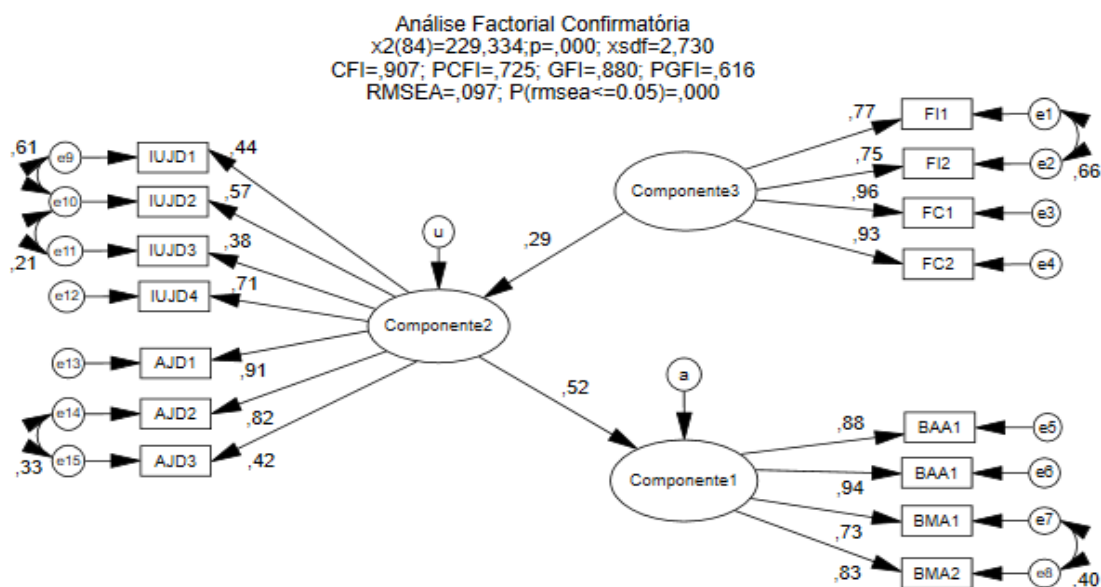 Análise Factorial Confirmatória
x2(84)=229,334;p=,000; xsdf=2,730
CFI=,907; PCFI=,725; GFI=,880; PGFI=,616
RMSEA=,097; P(rmsea<=0.05)=,000
,61
e9
IUJD1
,44
e10
IUJD2
,57
e11
IUJD3
,38
,21
e12
IUJD4
,71
e13
AJD1
,91
e14
AJD2
,82
e15
AJD3
,42
,33
u
Componente2
,29
Componente3
,77
FI1
e1
,75
FI2
e2
,66
,96
FC1
e3
,93
FC2
e4
,52
a
Componente1
,88
BAA1
e5
,94
BAA1
e6
,73
BMA1
e7
,83
BMA2
e8
,40